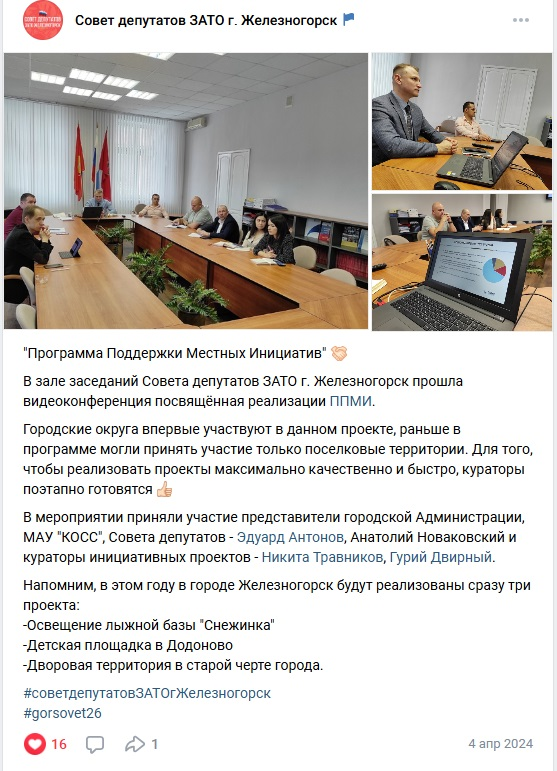 СОВЕТ ДЕПУТАТОВ
ЗАТО ЖЕЛЕЗНОГОРСК
Совет депутатов ЗАТО г. Железногорск
"Программа Поддержки Местных Инициатив"
В зале заседаний Совета депутатов ЗАТО г. Железногорск прошла
видеоконференция посвящённая реализации ППМИ.
Городские округа впервые участвуют в данном проекте, раньше в
программе могли принять участие только поселковые территории. Для того,
чтобы реализовать проекты максимально качественно и быстро, кураторы
поэтапно готовятся
В мероприятии приняли участие представители городской Администрации,
МАУ "КОСС", Совета депутатов - Эдуард Антонов, Анатолий Новаковский и
кураторы инициативных проектов - Никита Травников, Гурий Двирный.
Напомним, в этом году в городе Железногорск будут реализованы сразу три
проекта:
-Освещение лыжной базы "Снежинка"
-Детская площадка в Додоново
-Дворовая территория в старой черте города.
#советдепутатовЗАТОгЖелезногорск
#gorsovet26
16
1
4 апр 2024